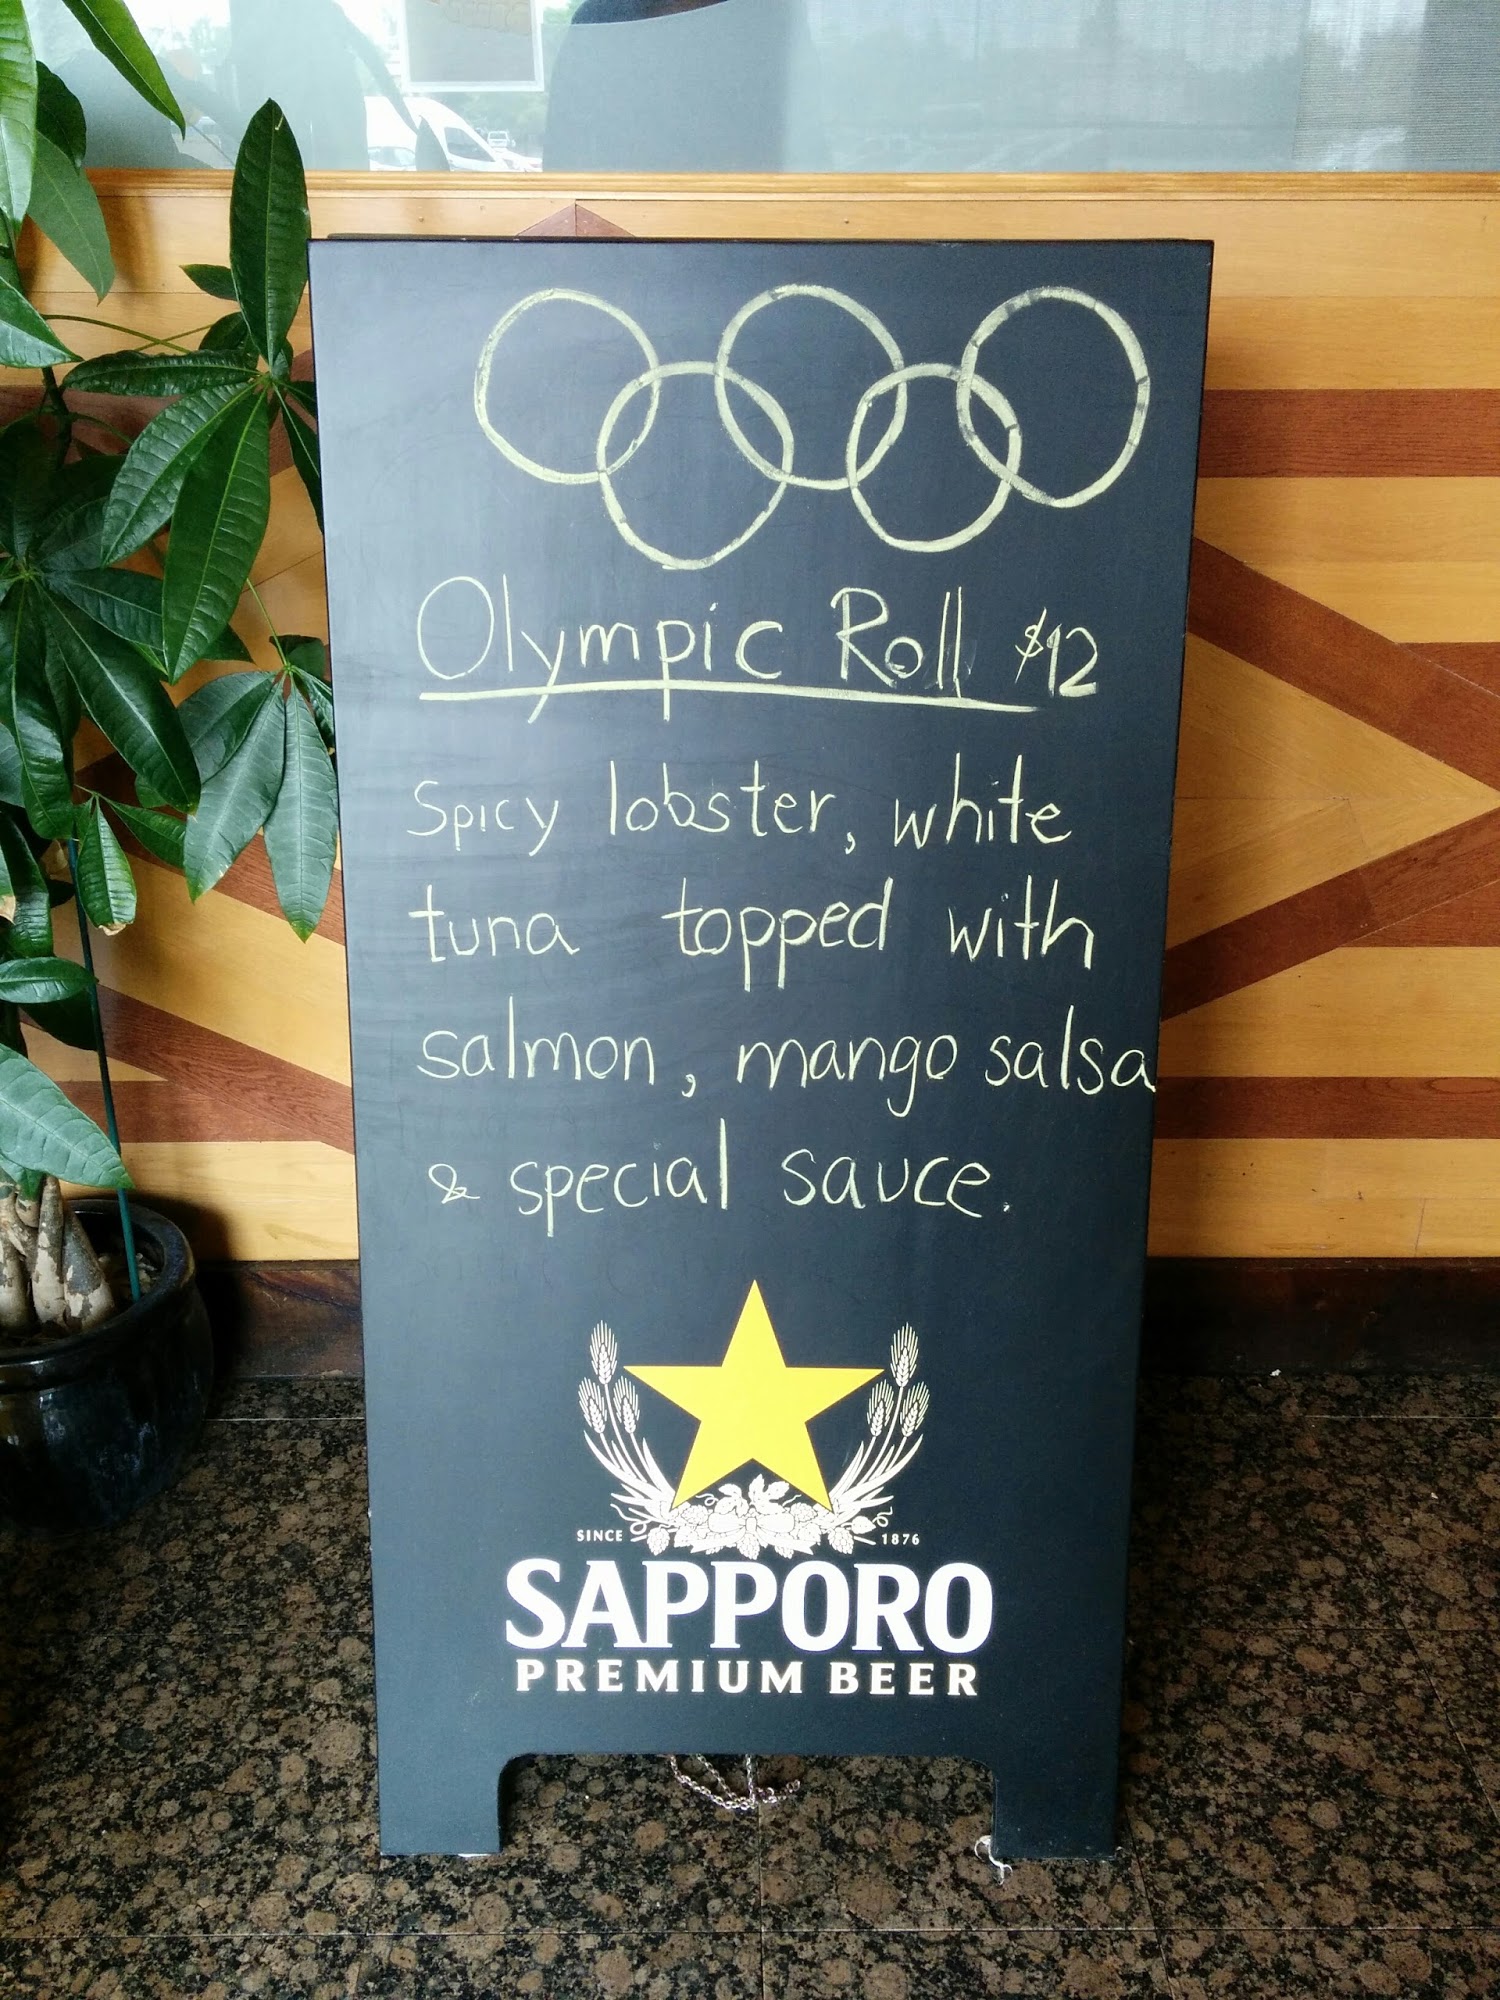 Olympic Roll $12
Spicy lobster, white
tuna topped with
salmon, mango salsa
& special sauce.
SINCE 1876
SAPPORO
PREMIUM BEER